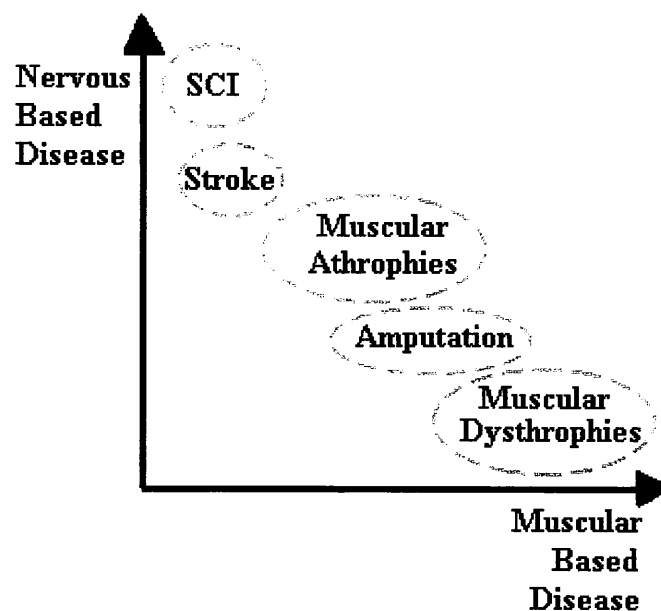 Nervous
Based
Disease
SCI
Stroke
Muscular
Athrophies
Amputation
Muscular
Dysthrophies
Muscular
Based
Disease